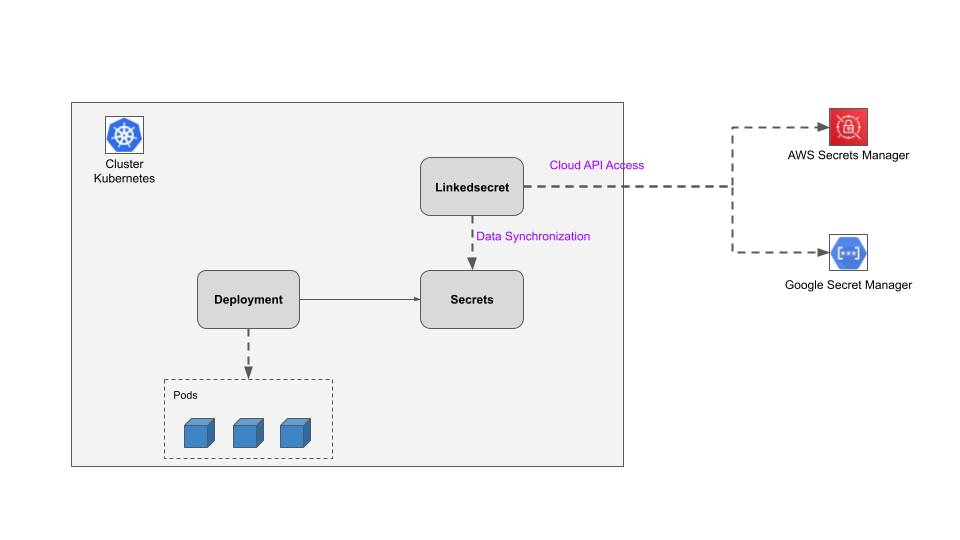 Cluster
Kubernetes
Linkedsecret
Cloud API Access
AWS Secrets Manager
Data Synchronization
Deployment
Secrets
[***]
Google Secret Manager
Pods